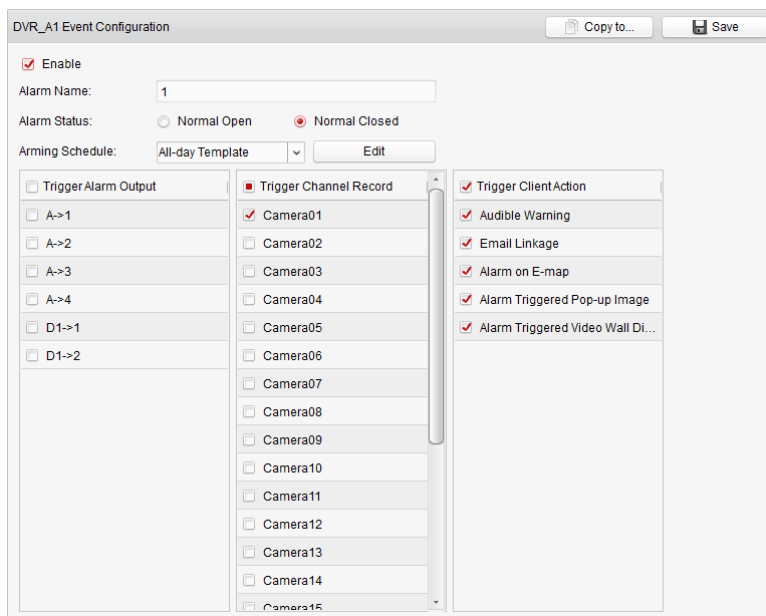 DVR_A1 Event Configuration
Copy to...
Save
Enable
Alarm Name:
1
Alarm Status:
Normal Open
Normal Closed
Arming Schedule:
All-day Template
Edit
Trigger Alarm Output
A->1
A->2
A->3
A->4
D1->1
D1->2
Trigger Channel Record
Camera01
Camera02
Camera03
Camera04
Camera05
Camera06
Camera07
Camera08
Camera09
Camera10
Camera11
Camera12
Camera13
Camera14
Camera15
Trigger Client Action
Audible Warning
Email Linkage
Alarm on E-map
Alarm Triggered Pop-up Image
Alarm Triggered Video Wall Di...